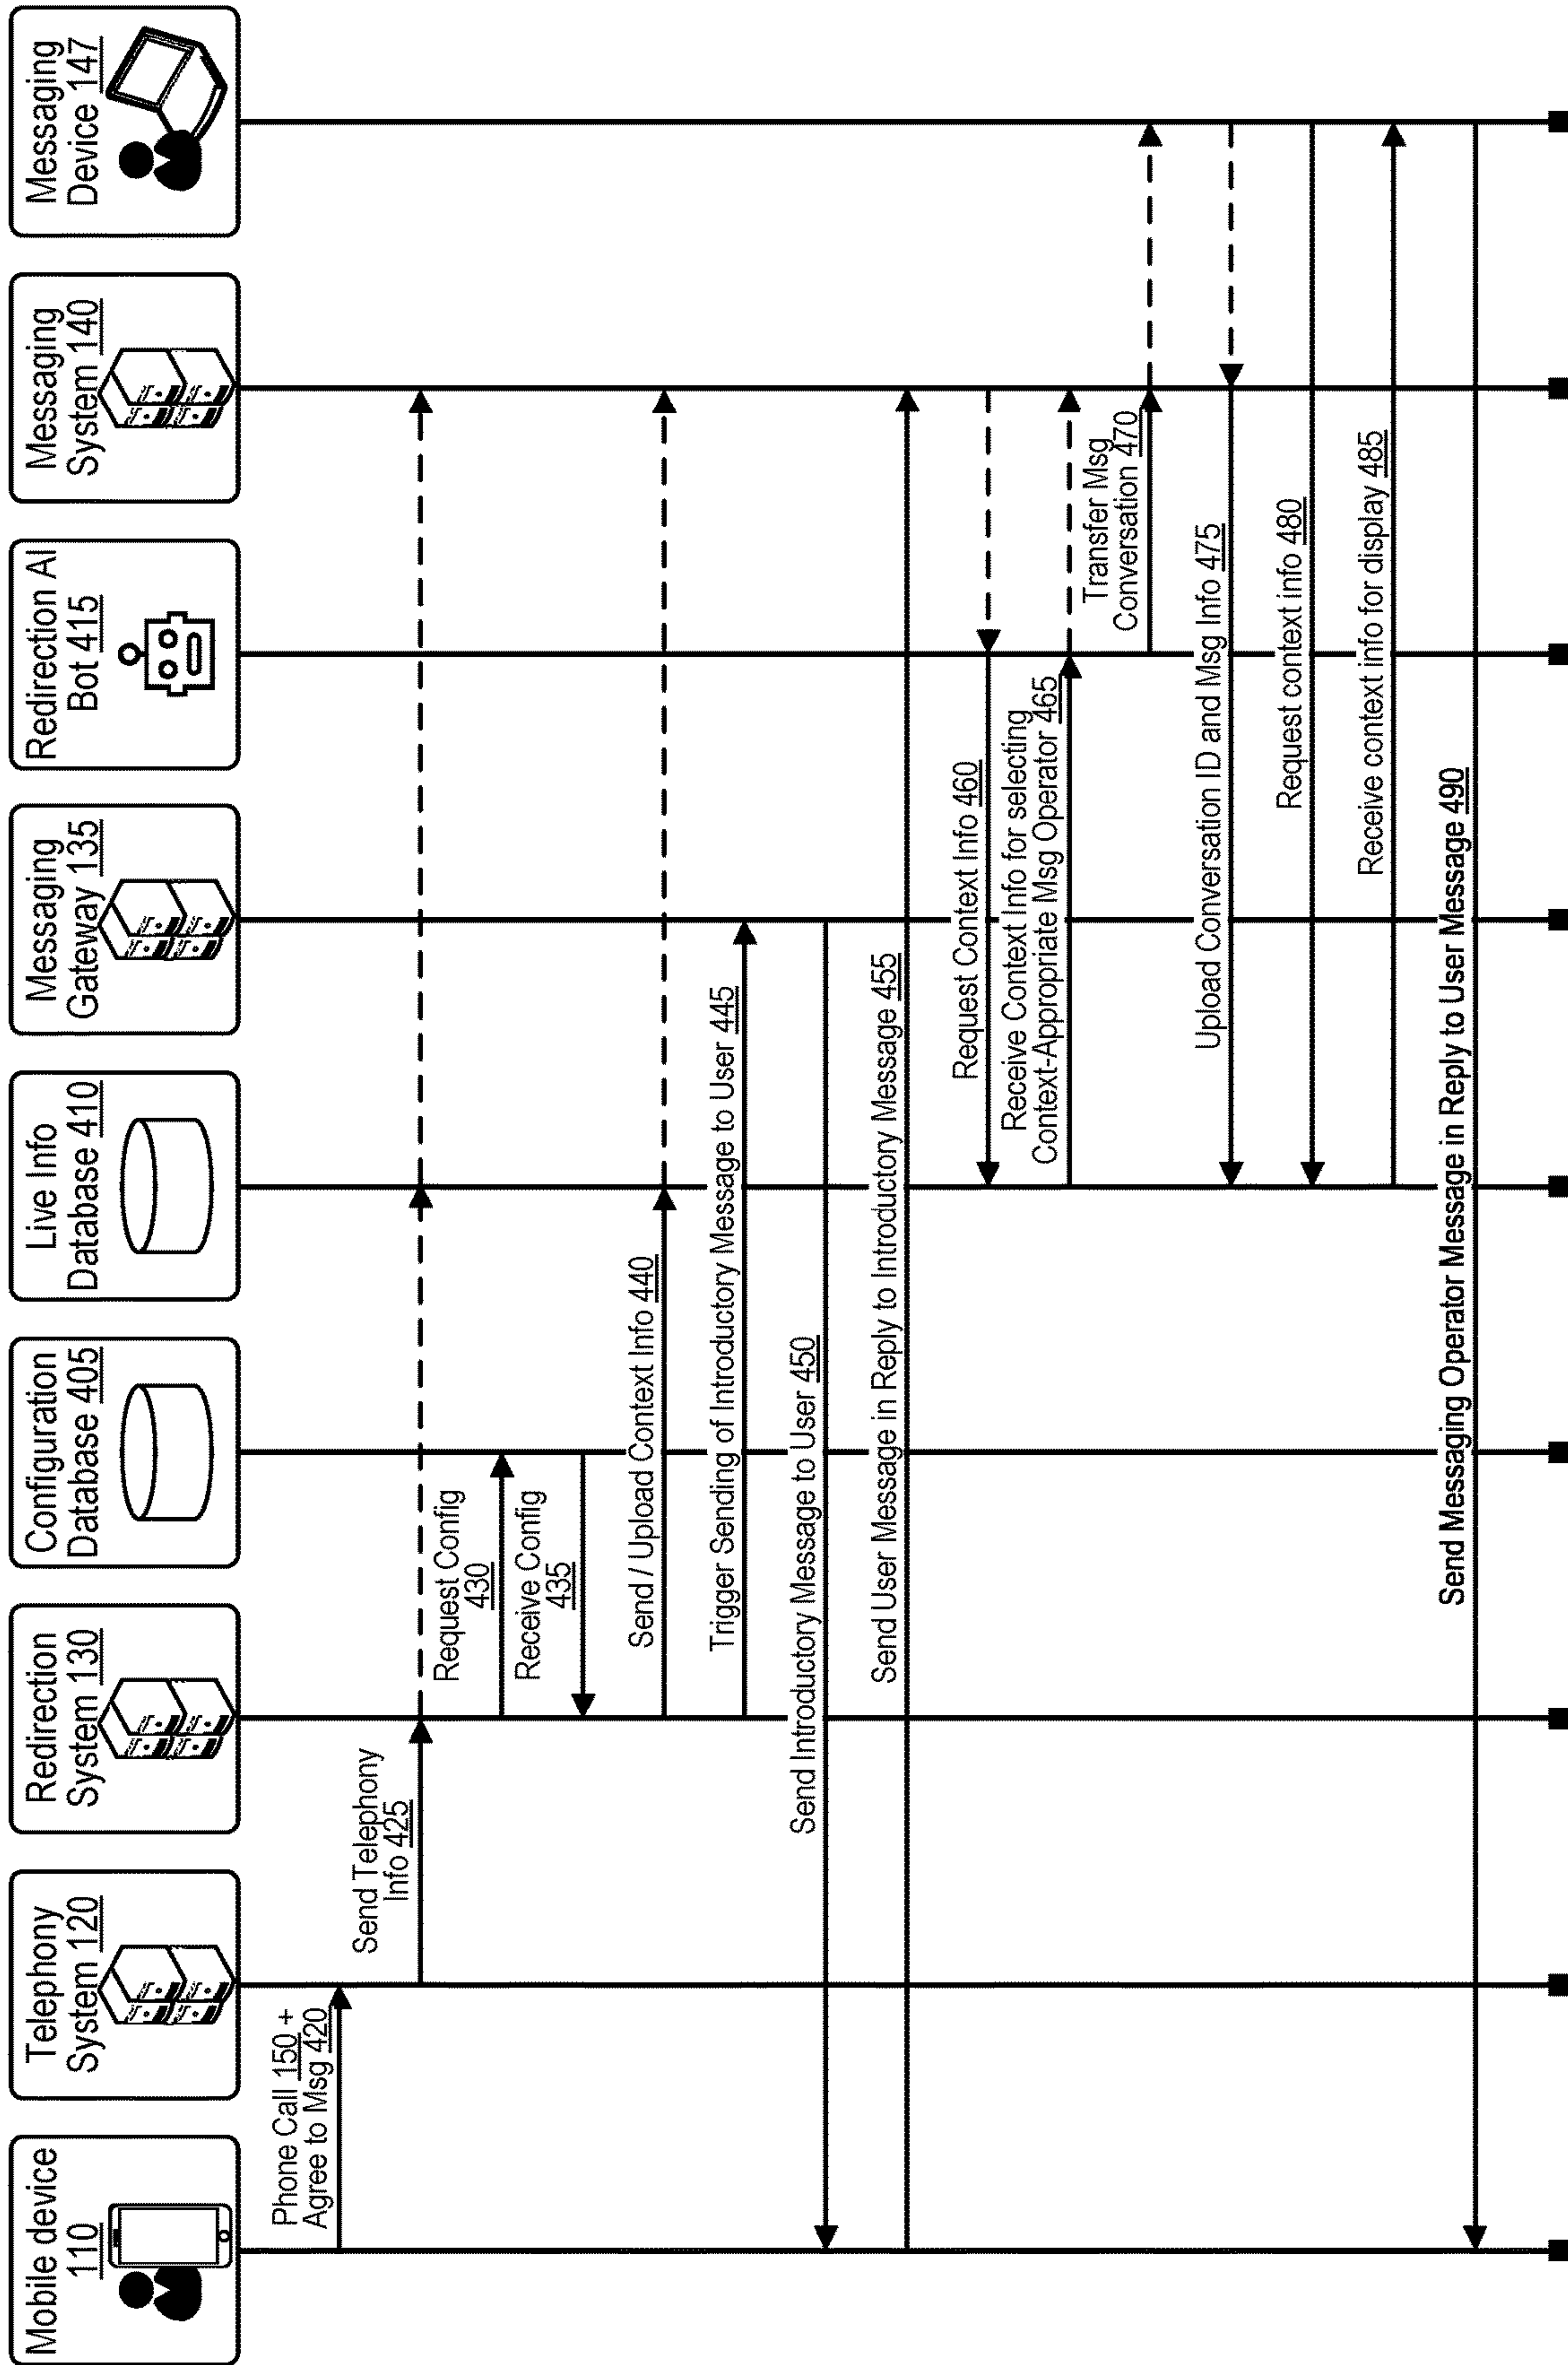 Mobile device
110
Telephony
System 120
Redirection
System 130
Configuration
Database 405
Live Info
Database 410
Messaging
Gateway 135
Redirection AI
Bot 415
Messaging
System 140
Messaging
Device 147
Phone Call 150 +
Agree to Msg 420
Send Telephony
Info 425
Request Config
430
Receive Config
435
Send / Upload Context Info 440
Trigger Sending of Introductory Message to User 445
Send Introductory Message to User 450
Send User Message in Reply to Introductory Message 455
Request Context Info 460
Receive Context Info for selecting
Context-Appropriate Msg Operator 465
Transfer Msg
Conversation 470
Upload Conversation ID and Msg Info 475
Request context info 480
Receive context info for display 485
Send Messaging Operator Message in Reply to User Message 490